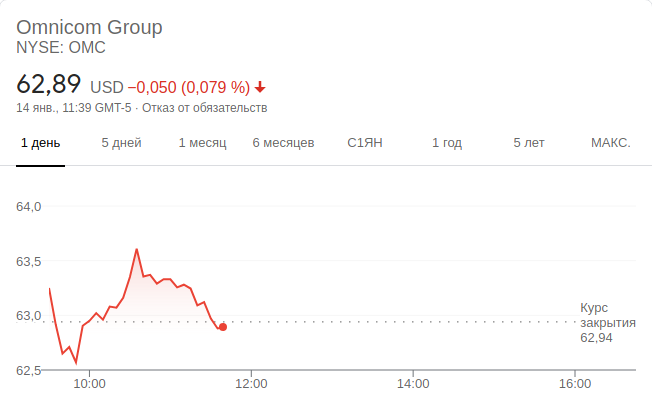 Omnicom Group
NYSE: OMC
62,89 USD −0,050 (0,079 %)
14 янв., 11:39 GMT-5 · Отказ от обязательств
1 день 5 дней 1 месяц 6 месяцев С1ЯН 1 год 5 лет МАКС.
64,0
63,5
63,0
62,5
Курс
закрытия
62,94
10:00 12:00 14:00 16:00